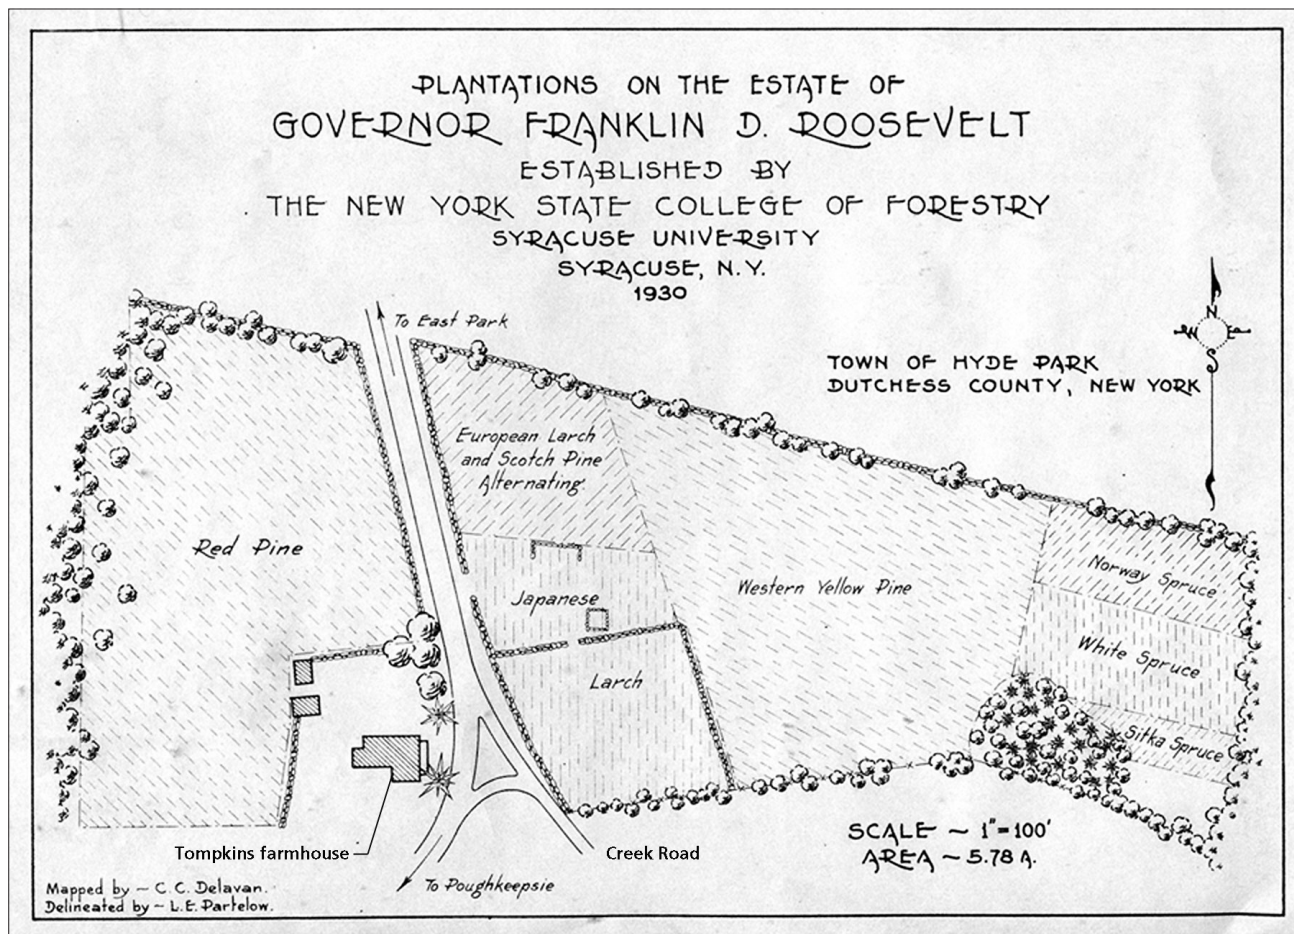 PLANTATIONS ON THE ESTATE OF
GOVERNOR FRANKLIN D. ROOSEVELT
ESTABLISHED BY
THE NEW YORK STATE COLLEGE OF FORESTRY
SYRACUSE UNIVERSITY
SYRACUSE, N.Y.
1930
To East Park
N
W E
S
TOWN OF HYDE PARK
DUTCHESS COUNTY, NEW YORK
European Larch
and Scotch Pine
Alternating.
Red Pine
Japanese
Larch
Western Yellow Pine
Norway Spruce
White Spruce
Sitka Spruce
SCALE ~ 1"=100'
AREA ~ 5.78 A.
Tompkins farmhouse
Creek Road
To Poughkeepsie
Mapped by ~ C.C. Delavan.
Delineated by ~ L.E. Partelow.